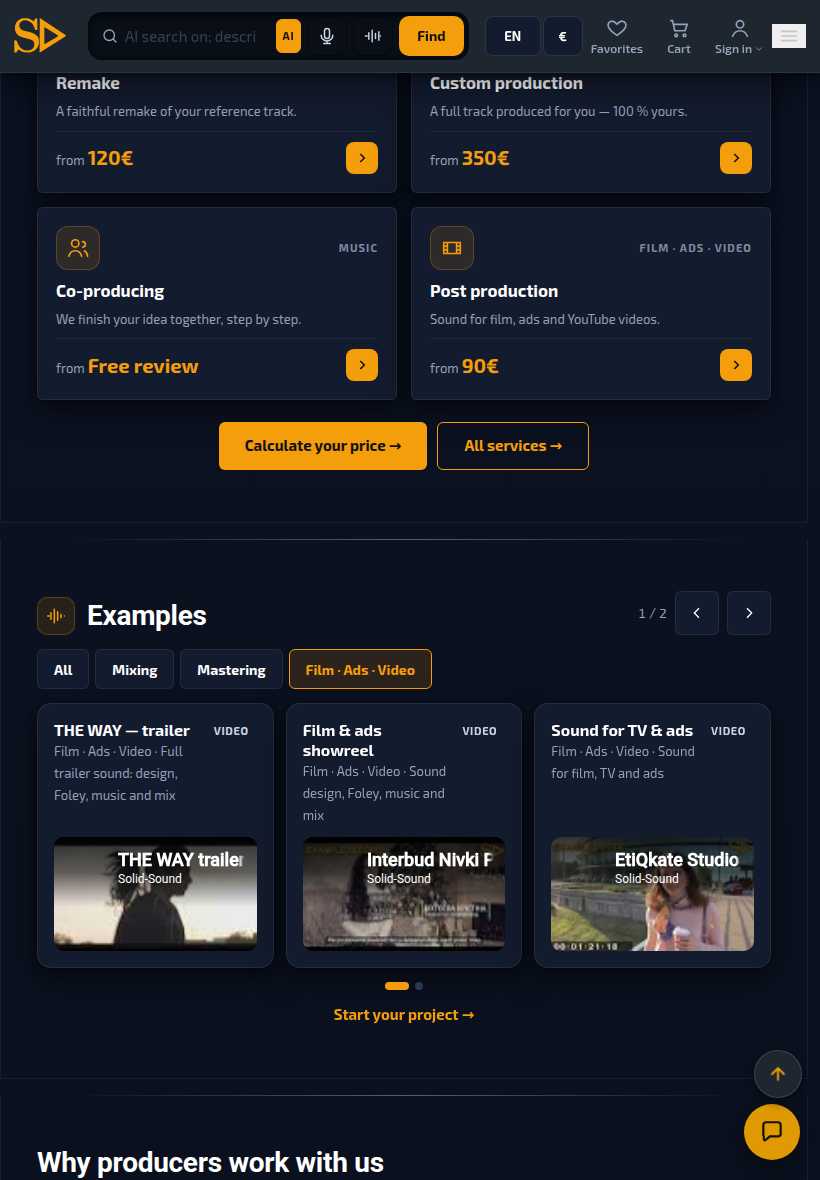 SD
AI search on: descri
AI
Find
EN
€
Favorites
Cart
Sign in
Remake
A faithful remake of your reference track.
from 120€
Custom production
A full track produced for you — 100 % yours.
from 350€
MUSIC
Co-producing
We finish your idea together, step by step.
from Free review
FILM · ADS · VIDEO
Post production
Sound for film, ads and YouTube videos.
from 90€
Calculate your price →
All services →
Examples
1 / 2
All
Mixing
Mastering
Film · Ads · Video
THE WAY — trailer
VIDEO
Film · Ads · Video · Full
trailer sound: design,
Foley, music and mix
THE WAY trailer
Solid-Sound
Film & ads
showreel
VIDEO
Film · Ads · Video · Sound
design, Foley, music and
mix
Interbud Nivki
Solid-Sound
Sound for TV & ads
VIDEO
Film · Ads · Video · Sound
for film, TV and ads
EtiQkate Studio
Solid-Sound
00:01:21:18
Start your project →
Why producers work with us